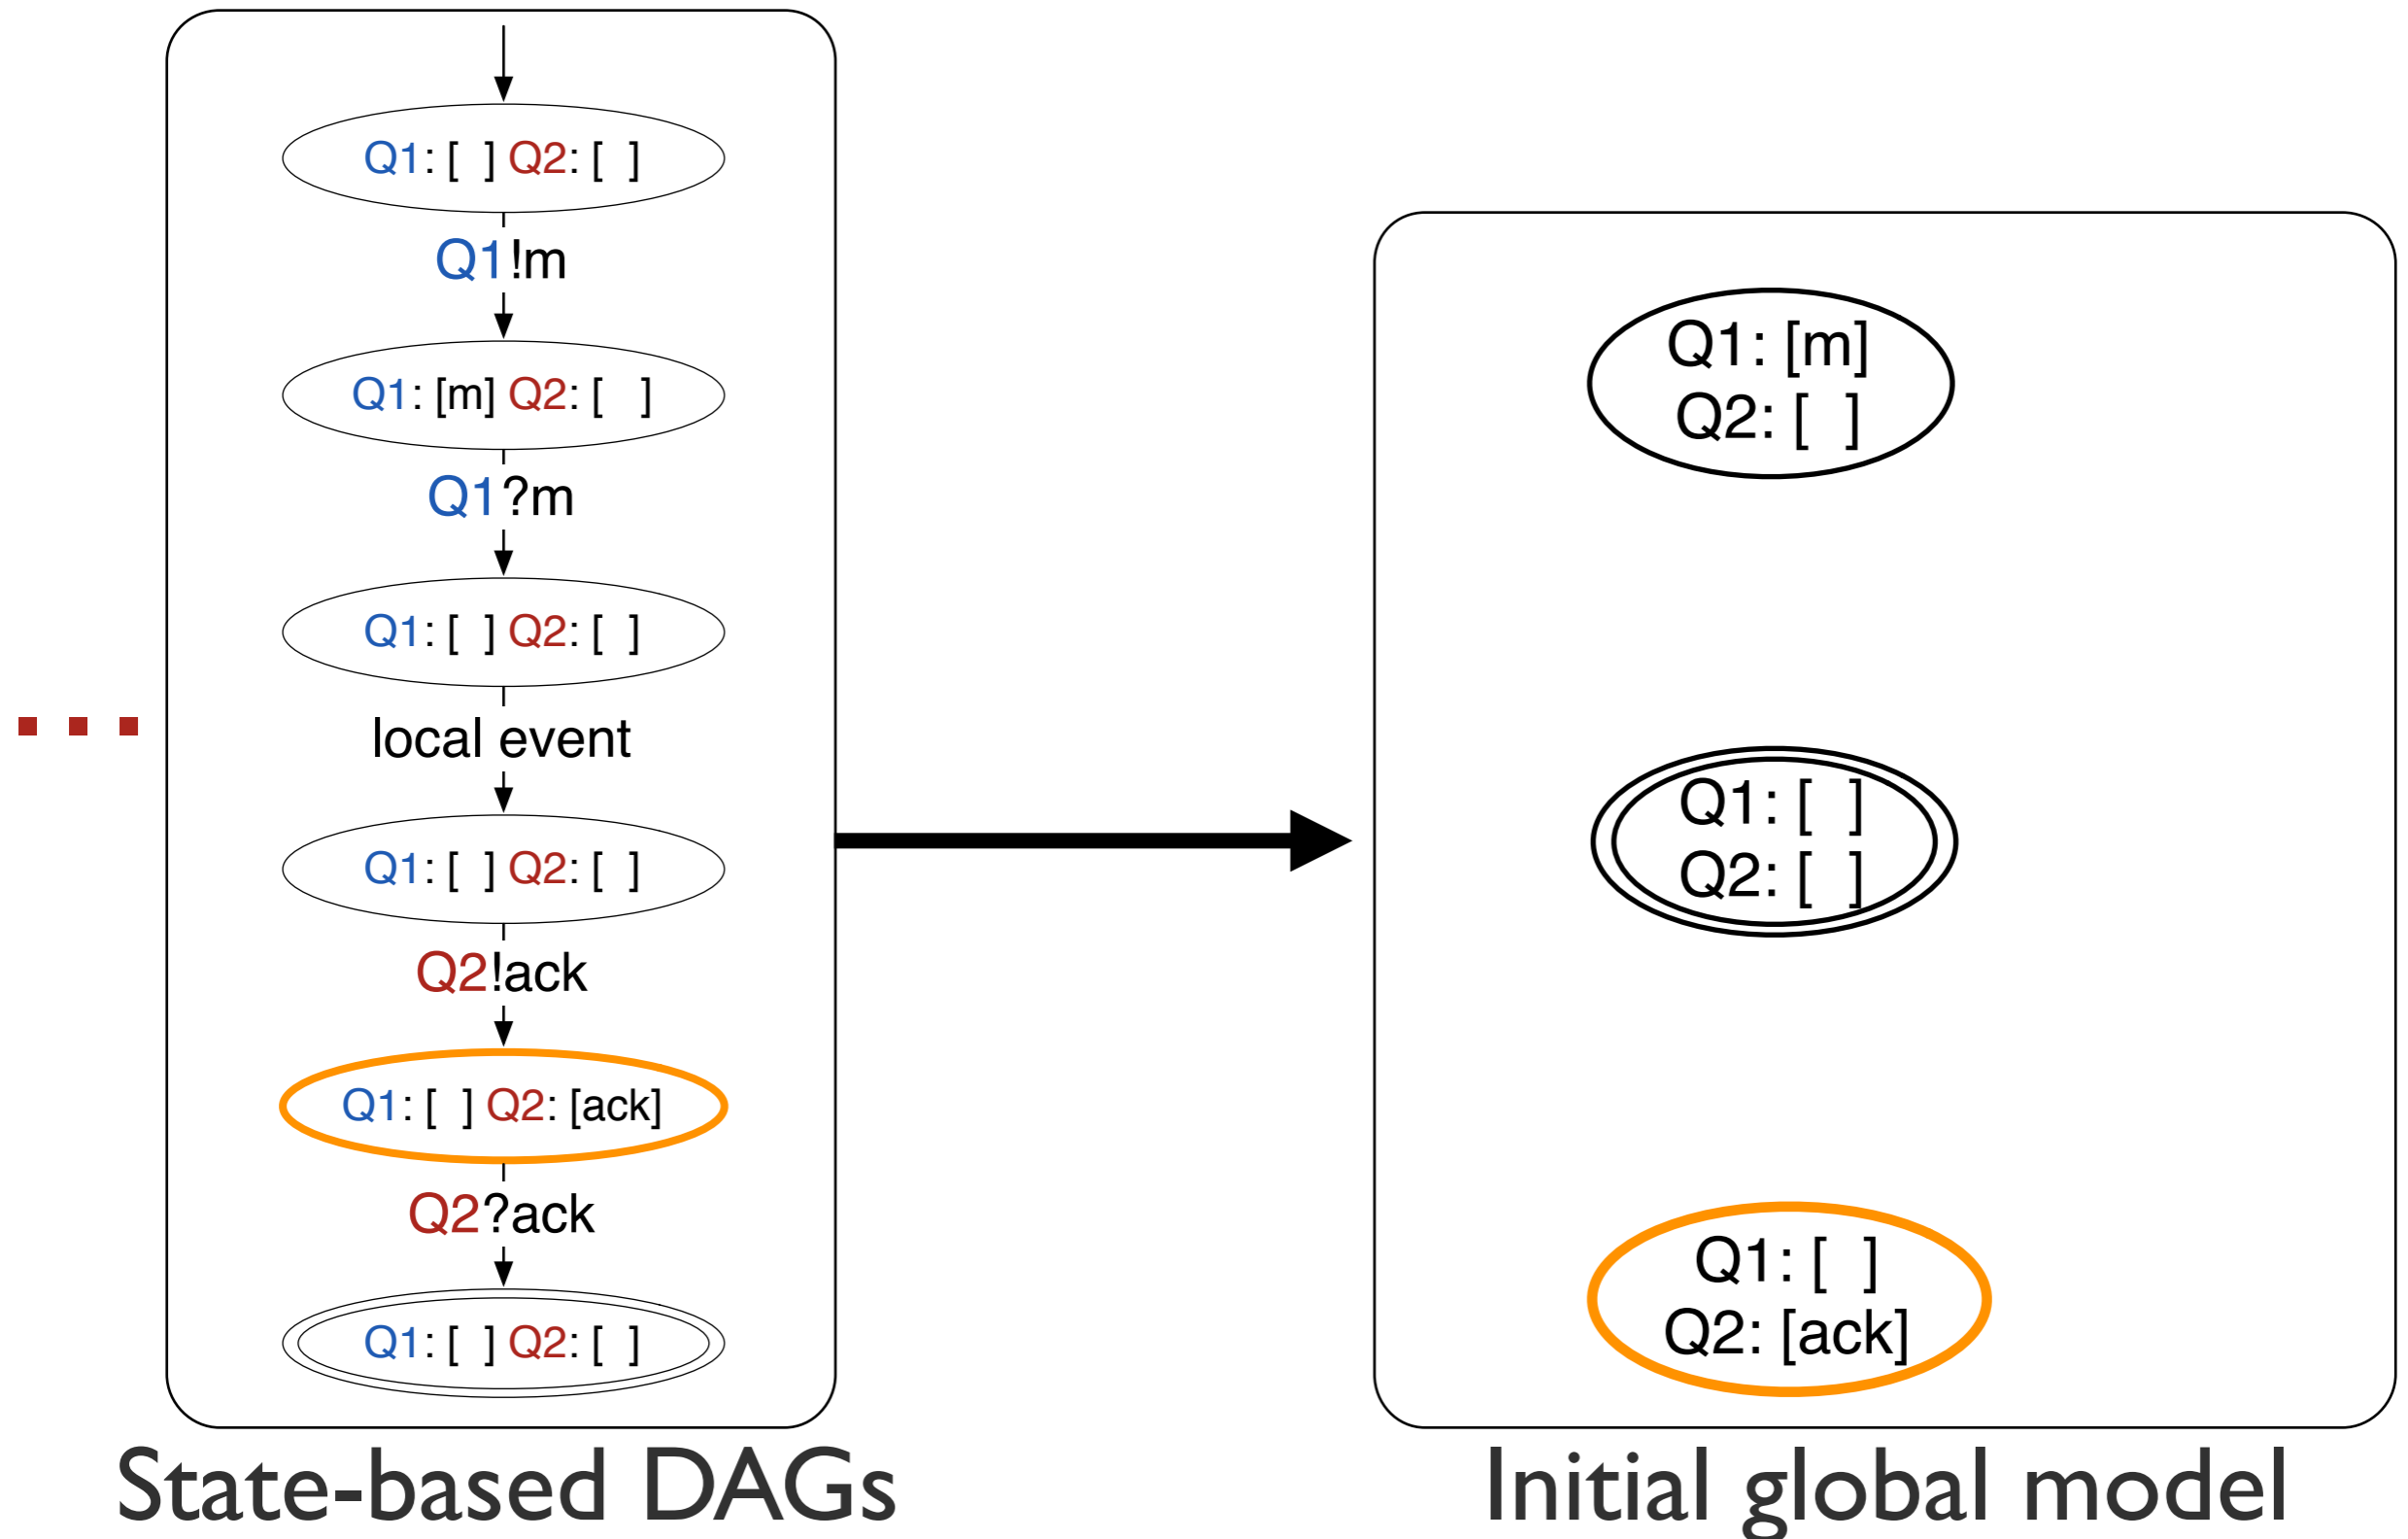 Q1: [  ] Q2: [  ]
Q1!m
Q1: [m] Q2: [  ]
Q1?m
Q1: [  ] Q2: [  ]
local event
Q1: [  ] Q2: [  ]
Q2!ack
Q1: [  ] Q2: [ack]
Q2?ack
Q1: [  ] Q2: [  ]
State-based DAGs
Q1: [m]
Q2: [  ]
Q1: [  ]
Q2: [  ]
Q1: [  ]
Q2: [ack]
Initial global model